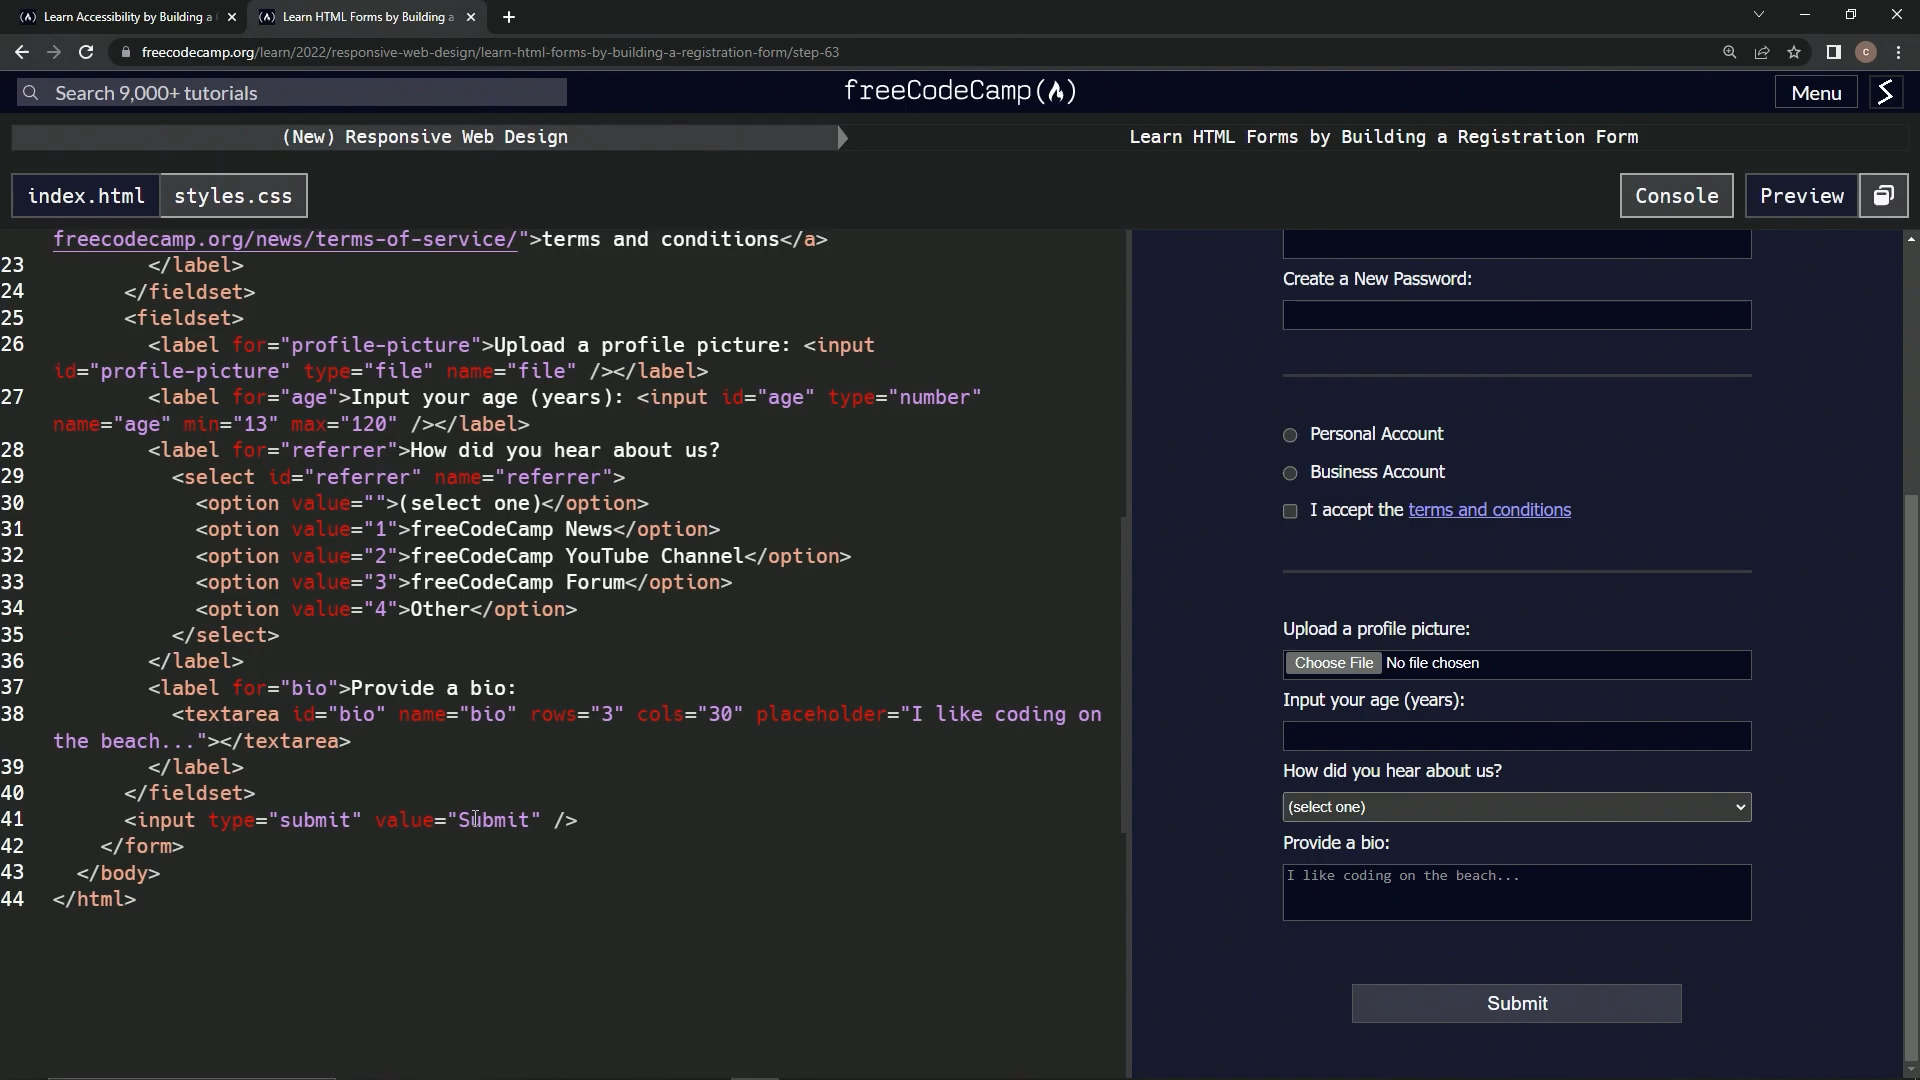 Learn Accessibility by Building a
Learn HTML Forms by Building a
freecodecamp.org/learn/2022/responsive-web-design/learn-html-forms-by-building-a-registration-form/step-63
C
Search 9,000+ tutorials
freeCodeCamp(🔥)
Menu
(New) Responsive Web Design
Learn HTML Forms by Building a Registration Form
index.html
styles.css
Console
Preview
freecodecamp.org/news/terms-of-service/">terms and conditions</a>
23 </label>
24 </fieldset>
25 <fieldset>
26 <label for="profile-picture">Upload a profile picture: <input
id="profile-picture" type="file" name="file" /></label>
27 <label for="age">Input your age (years): <input id="age" type="number"
name="age" min="13" max="120" /></label>
28 <label for="referrer">How did you hear about us?
29 <select id="referrer" name="referrer">
30 <option value="">(select one)</option>
31 <option value="1">freeCodeCamp News</option>
32 <option value="2">freeCodeCamp YouTube Channel</option>
33 <option value="3">freeCodeCamp Forum</option>
34 <option value="4">Other</option>
35 </select>
36 </label>
37 <label for="bio">Provide a bio:
38 <textarea id="bio" name="bio" rows="3" cols="30" placeholder="I like coding on
the beach..."></textarea>
39 </label>
40 </fieldset>
41 <input type="submit" value="Submit" />
42 </form>
43 </body>
44 </html>
Create a New Password:
Personal Account
Business Account
I accept the terms and conditions
Upload a profile picture:
Choose File No file chosen
Input your age (years):
How did you hear about us?
(select one)
Provide a bio:
I like coding on the beach...
Submit